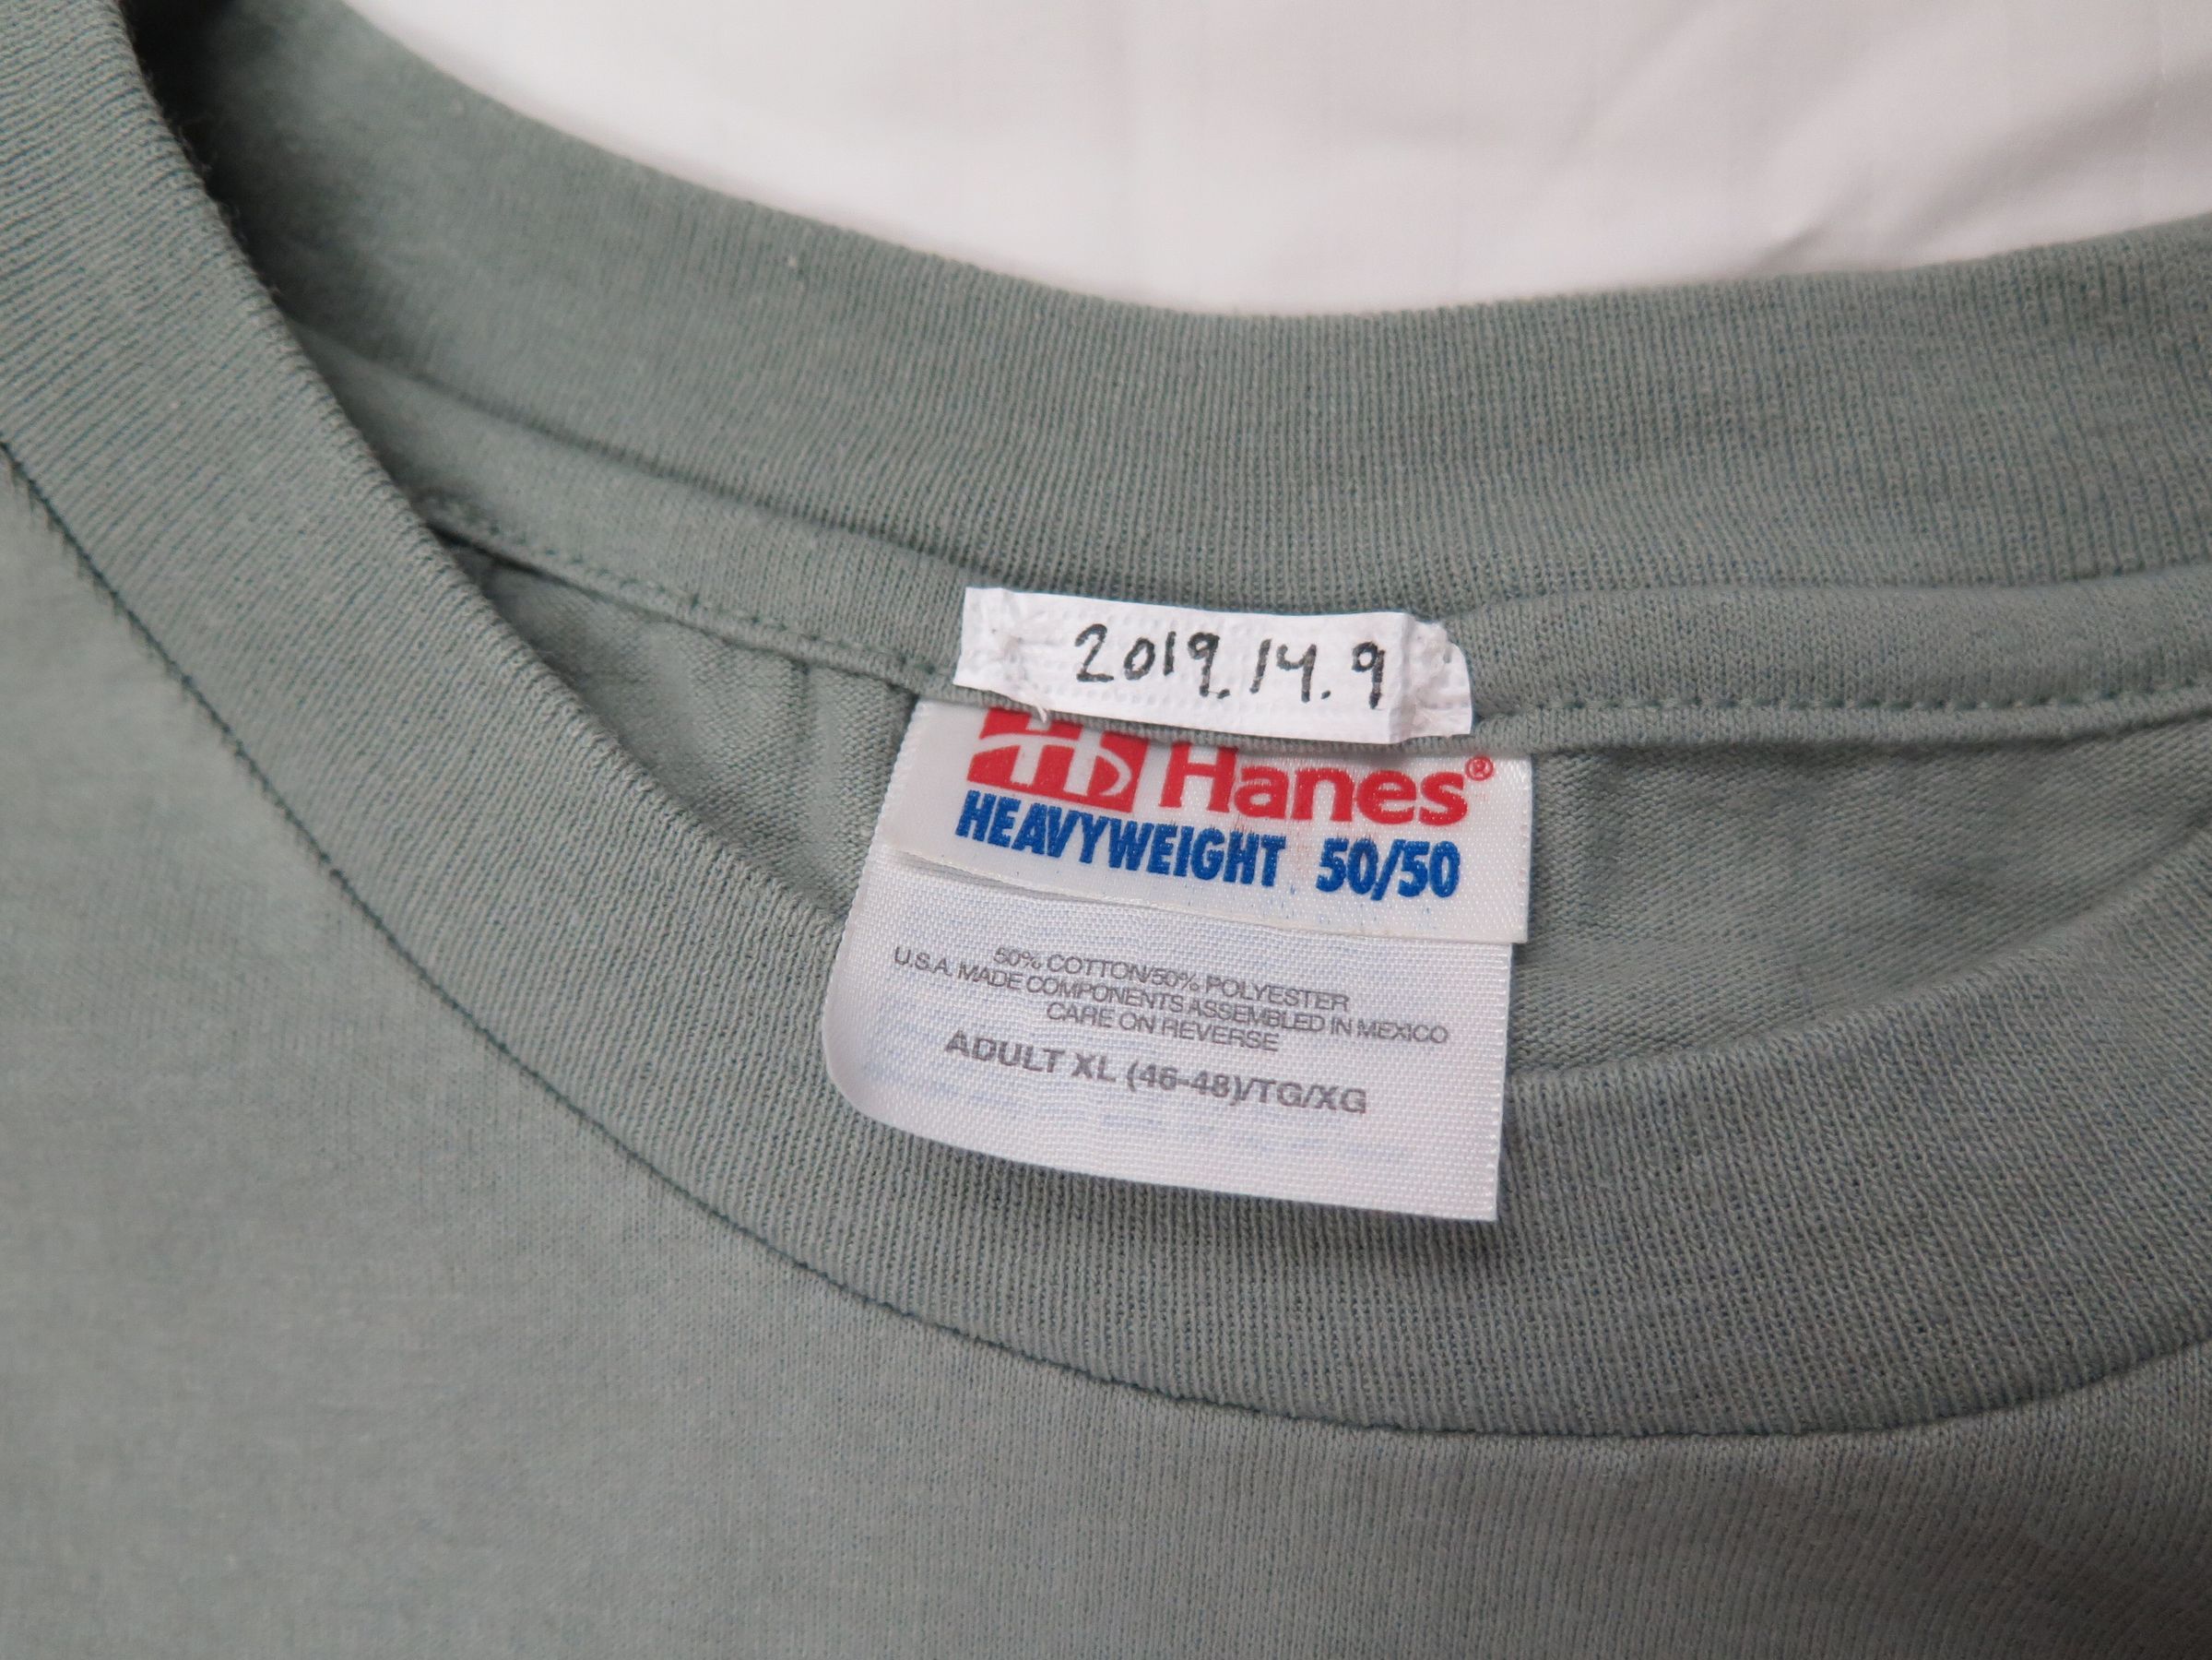 2019.14.9
Hanes®
HEAVYWEIGHT 50/50
50% COTTON/50% POLYESTER
U.S.A. MADE COMPONENTS ASSEMBLED IN MEXICO
CARE ON REVERSE
ADULT XL (46-48)/TG/XG